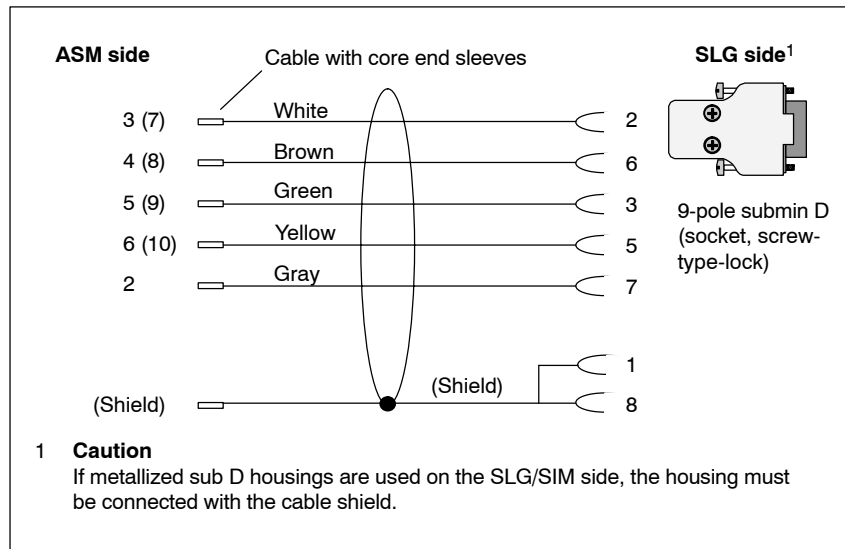 ASM side
Cable with core end sleeves
SLG side1
3 (7) White 2
4 (8) Brown 6
5 (9) Green 3
6 (10) Yellow 5
2 Gray 7
9-pole submin D
(socket, screw-
type-lock)
1
(Shield) (Shield) 8
1 Caution
If metallized sub D housings are used on the SLG/SIM side, the housing must
be connected with the cable shield.